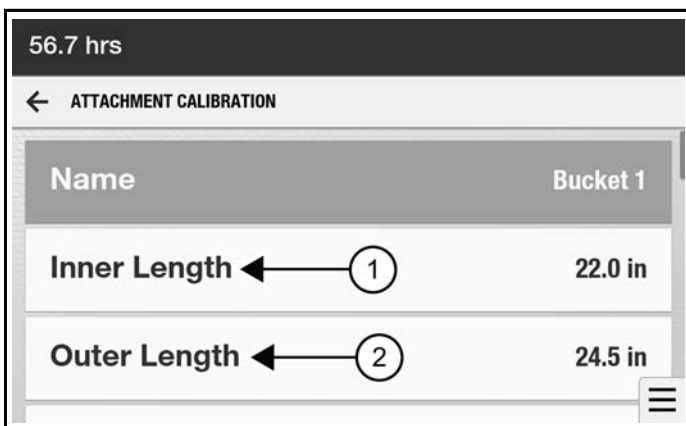 56.7 hrs
← ATTACHMENT CALIBRATION
Name Bucket 1
Inner Length 1 22.0 in
Outer Length 2 24.5 in